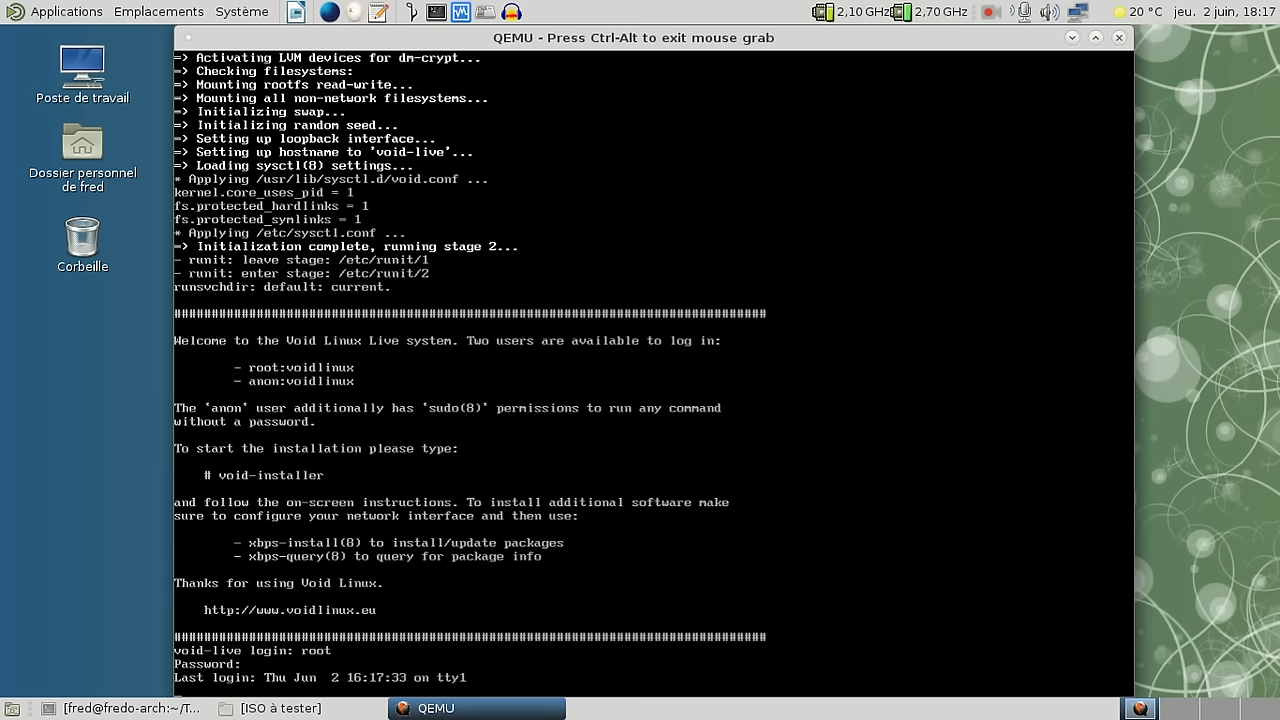 Applications Emplacements Système 2,10 GHz 2,70 GHz 20 °C jeu. 2 juin, 18:17
QEMU - Press Ctrl-Alt to exit mouse grab
Poste de travail
Dossier personnel
de fred
Corbeille
=> Activating LVM devices for dm-crypt...
=> Checking filesystems:
=> Mounting rootfs read-write...
=> Mounting all non-network filesystems...
=> Initializing swap...
=> Initializing random seed...
=> Setting up loopback interface...
=> Setting up hostname to 'void-live'...
=> Loading sysctl(8) settings...
* Applying /usr/lib/sysctl.d/void.conf ...
kernel.core_uses_pid = 1
fs.protected_hardlinks = 1
fs.protected_symlinks = 1
* Applying /etc/sysctl.conf ...
=> Initialization complete, running stage 2...
- runit: leave stage: /etc/runit/1
- runit: enter stage: /etc/runit/2
runsvchdir: default: current.
###############################################################################
Welcome to the Void Linux Live system. Two users are available to log in:
- root:voidlinux
- anon:voidlinux
The `anon` user additionally has `sudo(8)` permissions to run any command
without a password.
To start the installation please type:
# void-installer
and follow the on-screen instructions. To install additional software make
sure to configure your network interface and then use:
- xbps-install(8) to install/update packages
- xbps-query(8) to query for package info
Thanks for using Void Linux.
http://www.voidlinux.eu
###############################################################################
void-live login: root
Password:
Last login: Thu Jun  2 16:17:33 on tty1
[fred@fredo-arch:~/T... [ISO à tester] QEMU